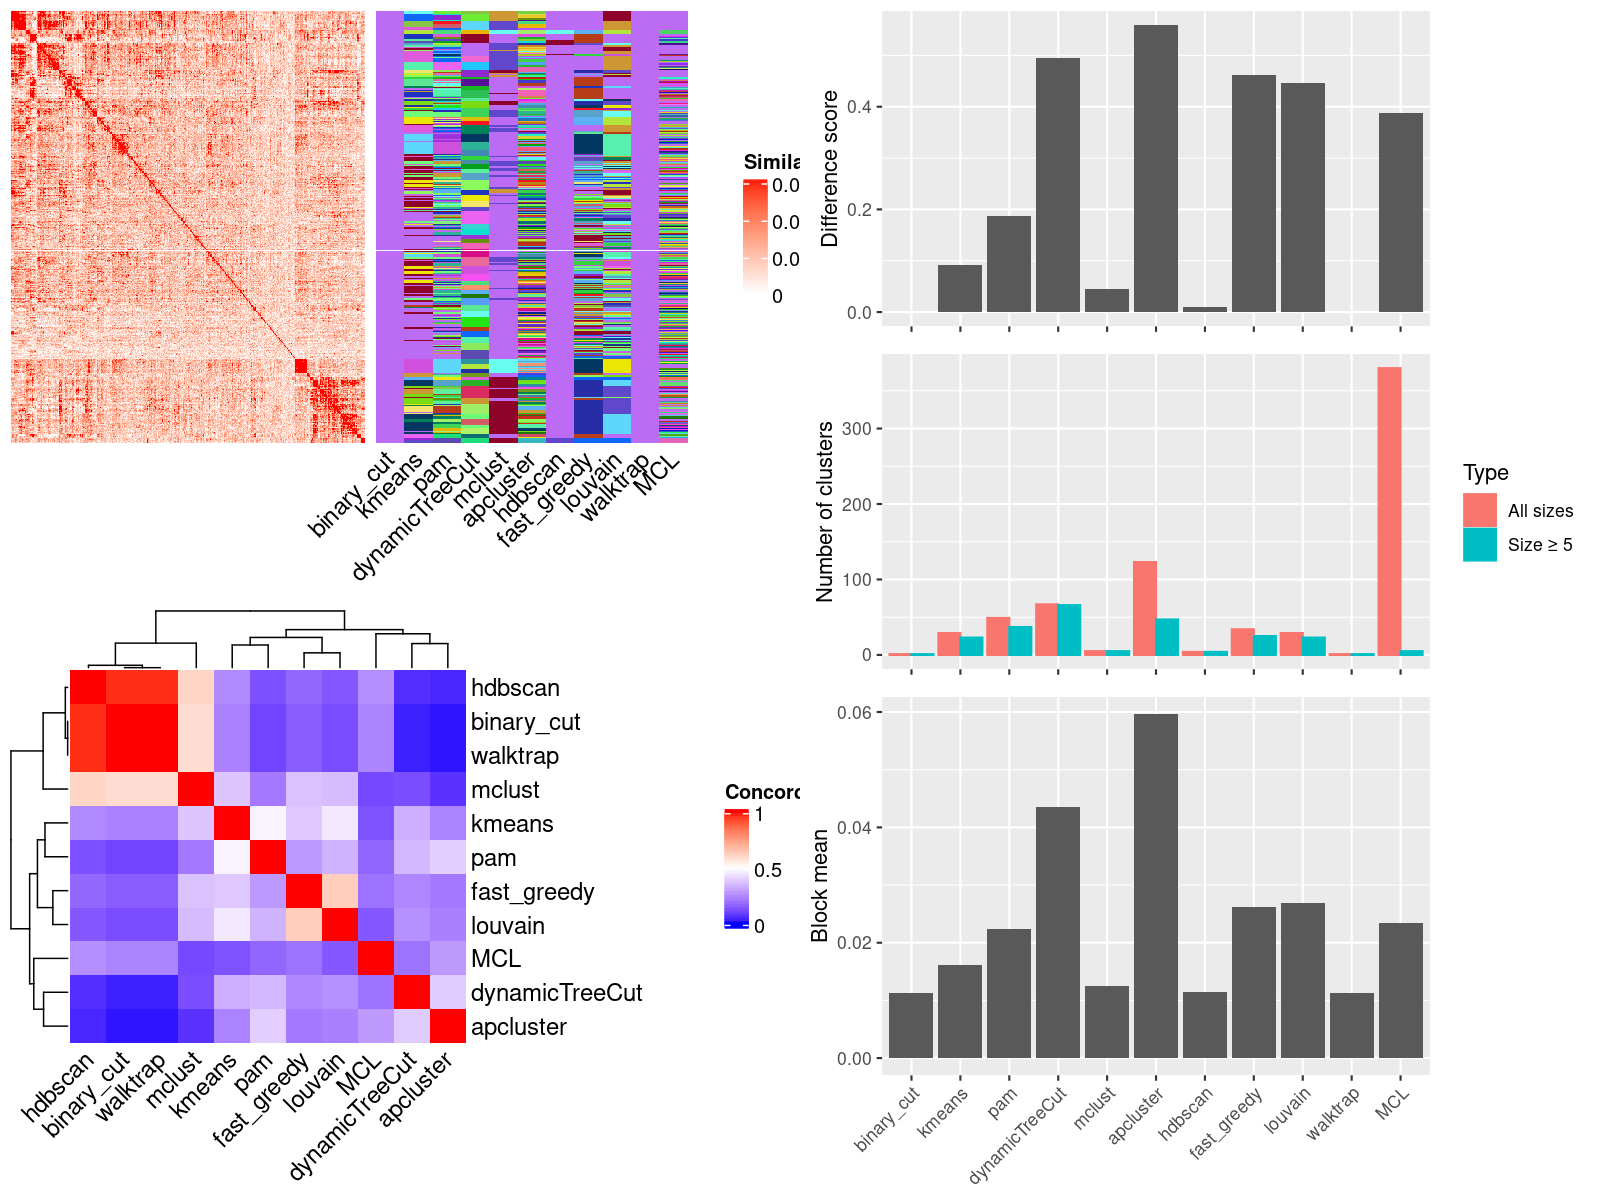 Simila
0.0
0.0
0.0
0
binary_cut
kmeans
pam
dynamicTreeCut
mclust
apcluster
hdbscan
fast_greedy
louvain
walktrap
MCL
hdbscan
binary_cut
walktrap
mclust
kmeans
pam
fast_greedy
louvain
MCL
dynamicTreeCut
apcluster
hdbscan
binary_cut
walktrap
mclust
kmeans
pam
fast_greedy
louvain
MCL
dynamicTreeCut
apcluster
Concord
1
0.5
0
Difference score
0.4
0.2
0.0
Number of clusters
300
200
100
0
Type
All sizes
Size ≥ 5
Block mean
0.06
0.04
0.02
0.00
binary_cut
kmeans
pam
dynamicTreeCut
mclust
apcluster
hdbscan
fast_greedy
louvain
walktrap
MCL